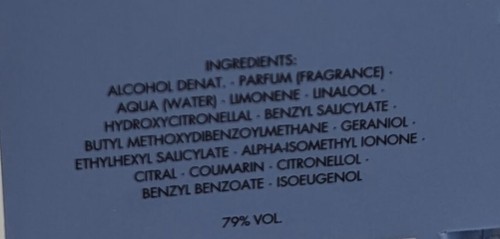 INGREDIENTS:
ALCOHOL DENAT. · PARFUM (FRAGRANCE) ·
AQUA (WATER) · LIMONENE · LINALOOL ·
HYDROXYCITRONELLAL · BENZYL SALICYLATE ·
BUTYL METHOXYDIBENZOYLMETHANE · GERANIOL ·
ETHYLHEXYL SALICYLATE · ALPHA-ISOMETHYL IONONE ·
CITRAL · COUMARIN · CITRONELLOL ·
BENZYL BENZOATE · ISOEUGENOL
79% VOL.